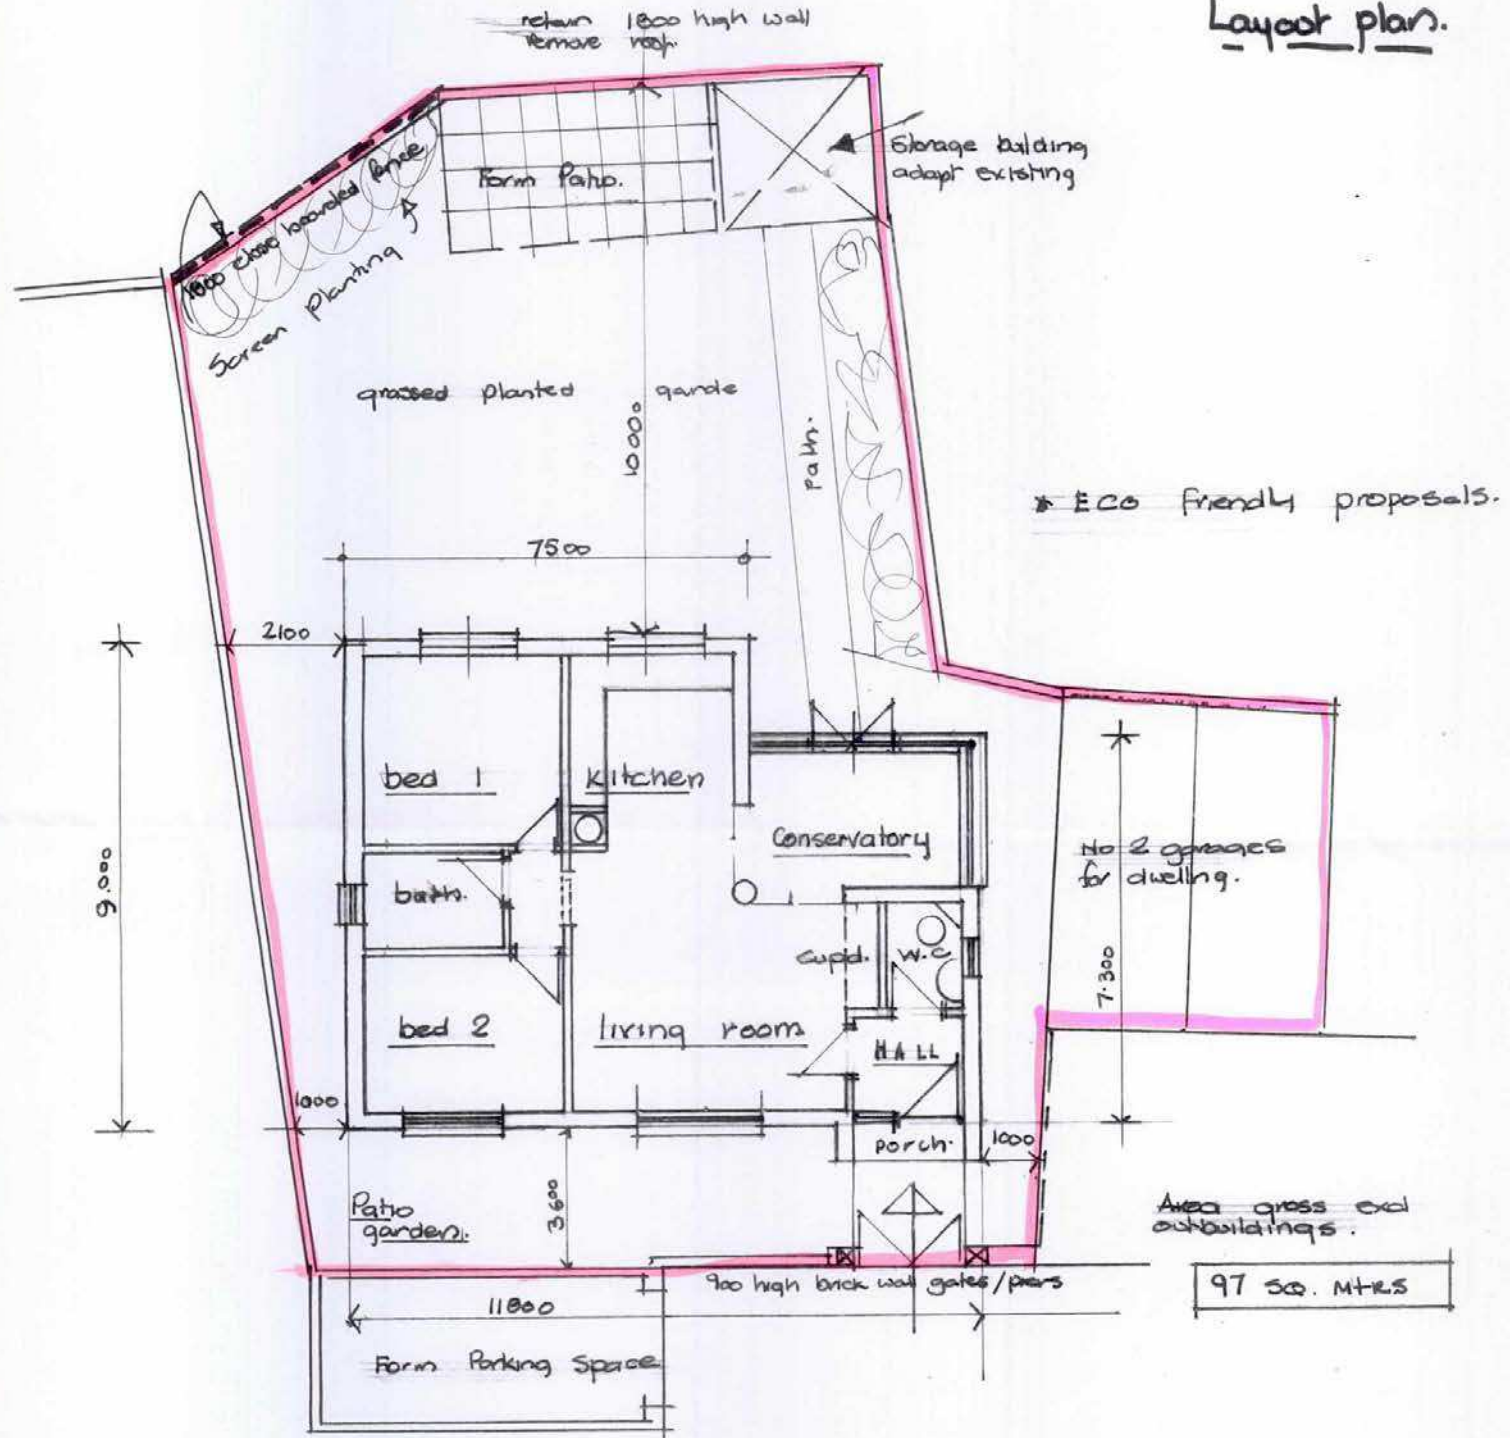 Layout plan.
retain 1800 high wall
remove roof.
Storage building
adapt existing
Form Patio.
1800 close boarded fence
Screen planting
grassed planted garde
10000
path.
* ECO friendly proposals.
7500
2100
9.000
bed 1
kitchen
Conservatory
No 2 garages
for dwelling.
bath.
cupd.
W.C
7.300
bed 2
living room
HALL
1000
porch.
1000
3600
Patio
garden.
Area gross excl
outbuildings.
97 SQ. MTRS
900 high brick wall gates/piers
11800
Form Parking Space